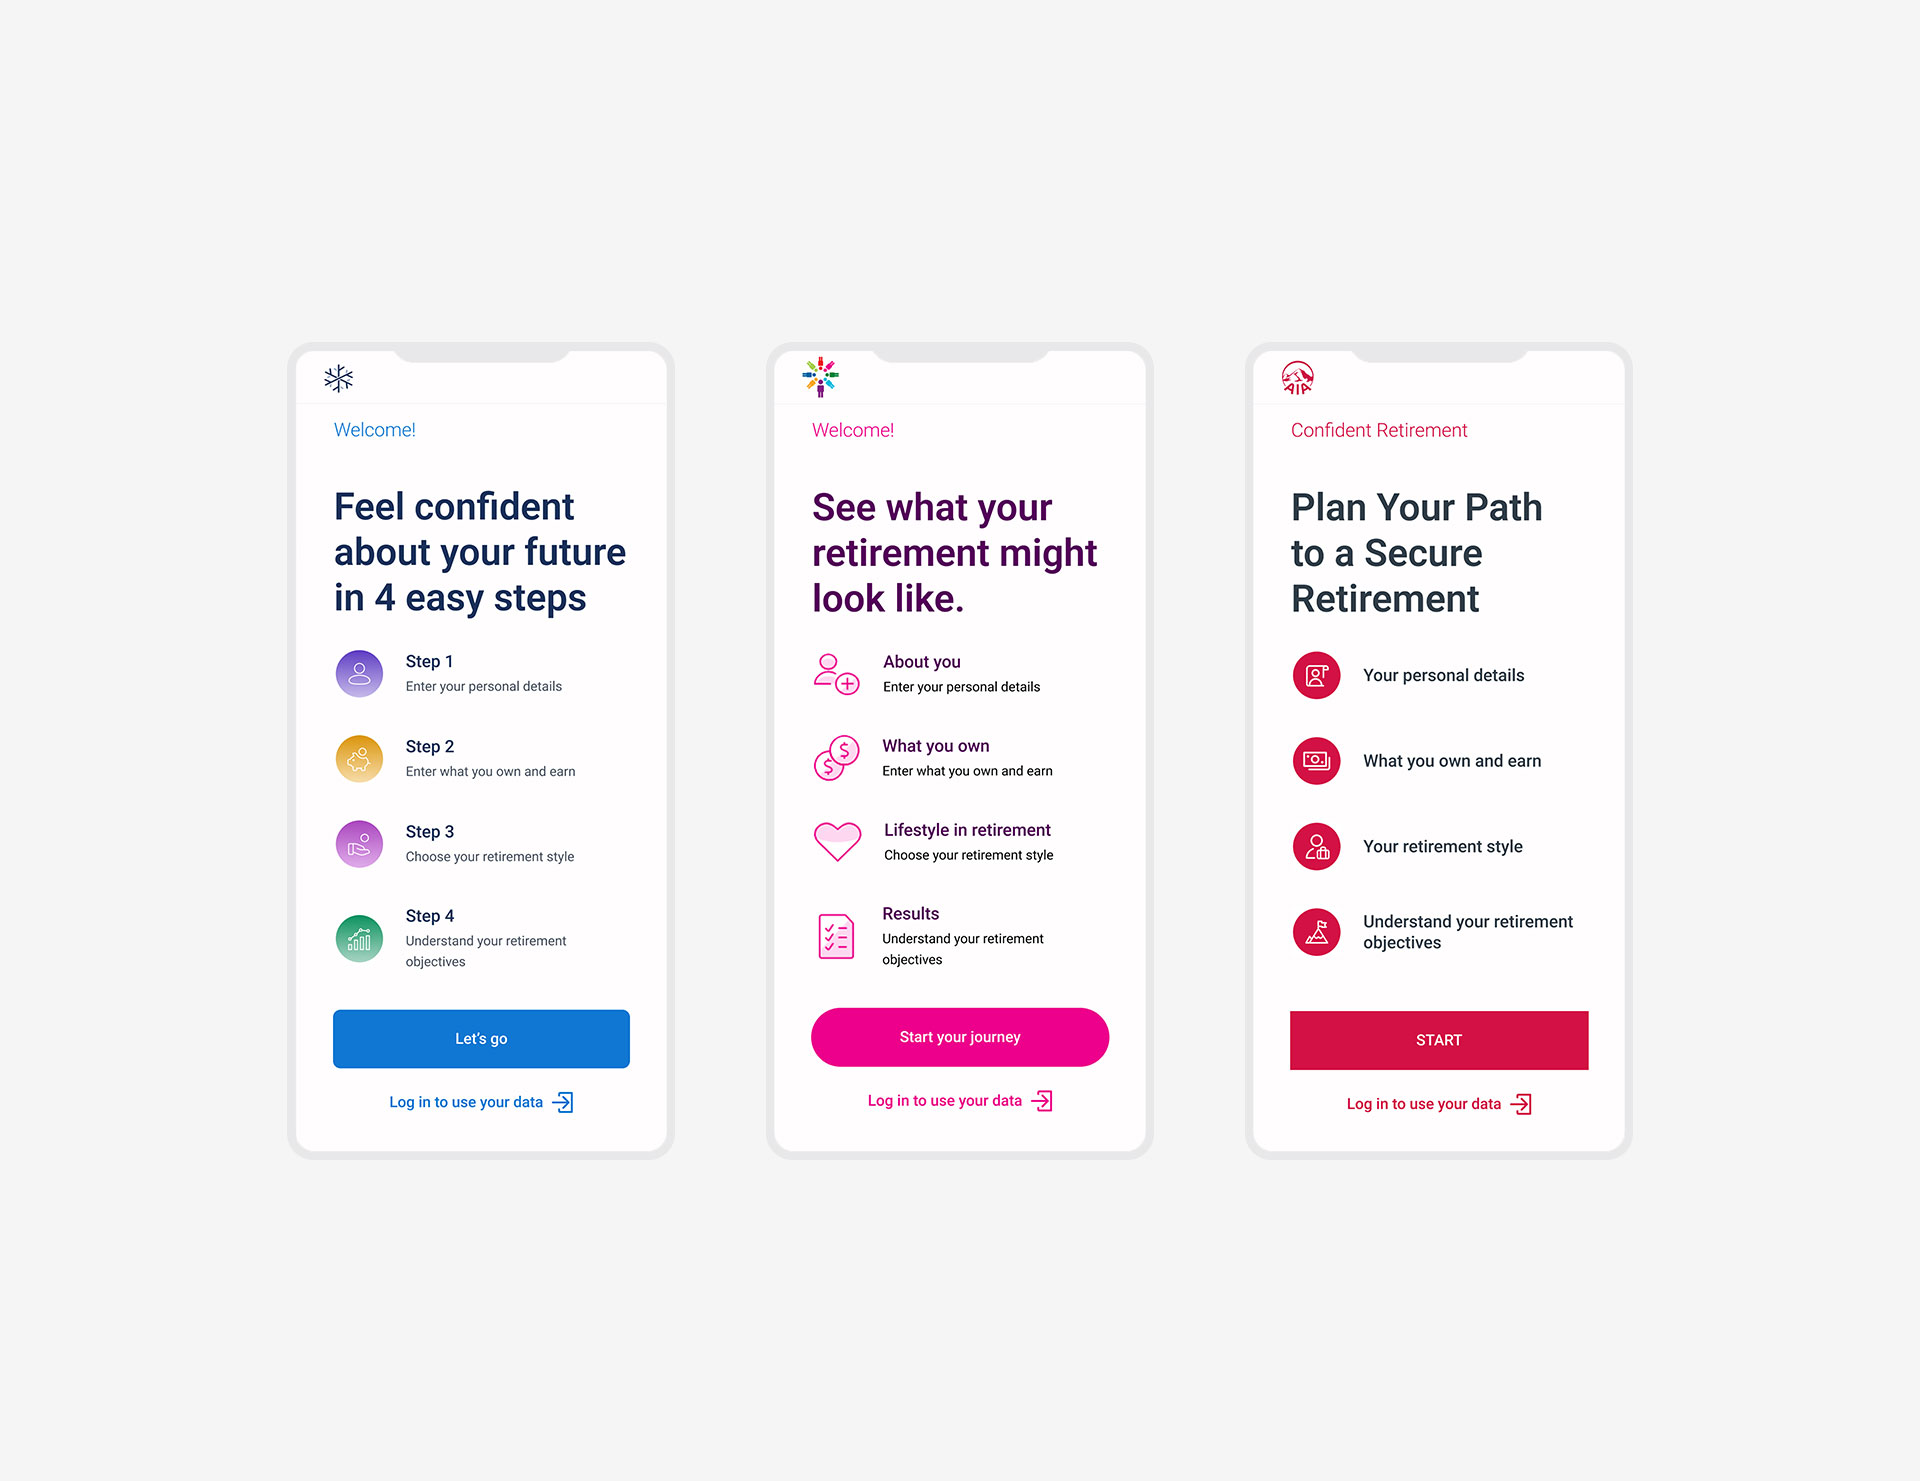 Welcome!
Feel confident
about your future
in 4 easy steps
Step 1
Enter your personal details
Step 2
Enter what you own and earn
Step 3
Choose your retirement style
Step 4
Understand your retirement
objectives
Let's go
Log in to use your data
Welcome!
See what your
retirement might
look like.
About you
Enter your personal details
What you own
Enter what you own and earn
Lifestyle in retirement
Choose your retirement style
Results
Understand your retirement
objectives
Start your journey
Log in to use your data
AIA
Confident Retirement
Plan Your Path
to a Secure
Retirement
Your personal details
What you own and earn
Your retirement style
Understand your retirement
objectives
START
Log in to use your data